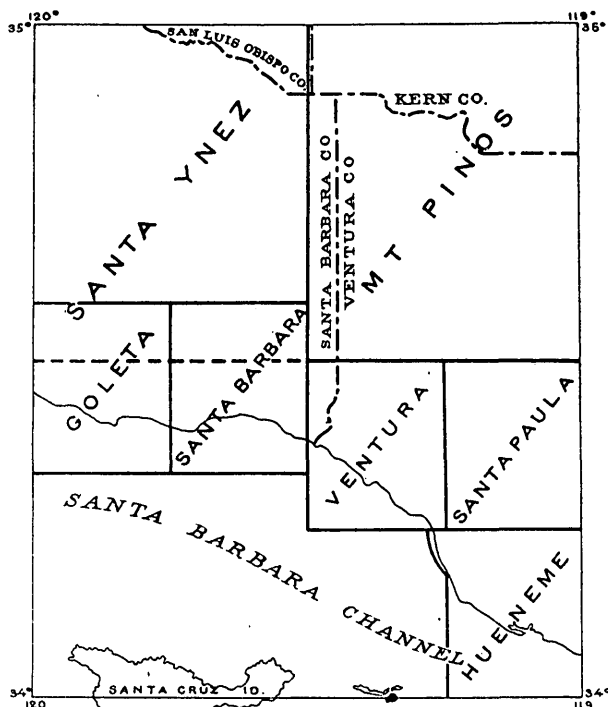 120° 119°
35° 35°
SAN LUIS OBISPO CO.
KERN CO.
SANTA YNEZ
SANTA BARBARA CO
VENTURA CO
MT PINOS
GOLETA
SANTA BARBARA
VENTURA
SANTA PAULA
SANTA BARBARA CHANNEL
HUENEME
SANTA CRUZ ID.
34° 34°
120 119